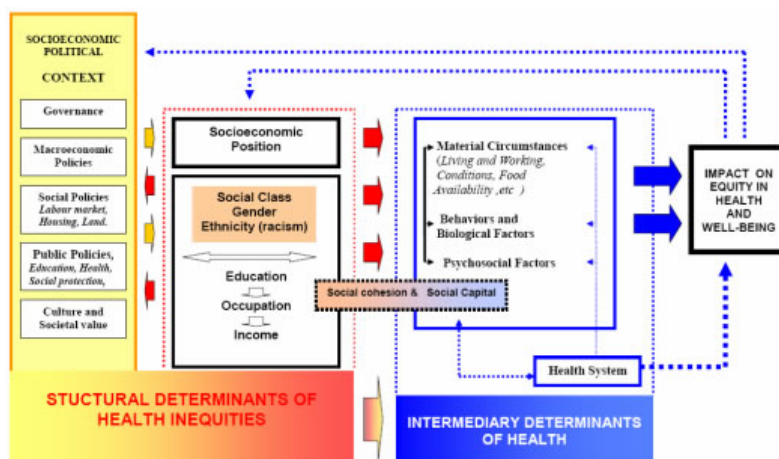 SOCIOECONOMIC
POLITICAL
CONTEXT
Governance
Macroeconomic
Policies
Social Policies
Labour market,
Housing, Land.
Public Policies,
Education, Health,
Social protection,
Culture and
Societal value
Socioeconomic
Position
Social Class
Gender
Ethnicity (racism)
Education
Occupation
Income
Social cohesion & Social Capital
Material Circumstances
(Living and Working,
Conditions, Food
Availability ,etc )
Behaviors and
Biological Factors
Psychosocial Factors
Health System
IMPACT ON
EQUITY IN
HEALTH
AND
WELL-BEING
STUCTURAL DETERMINANTS OF
HEALTH INEQUITIES
INTERMEDIARY DETERMINANTS
OF HEALTH